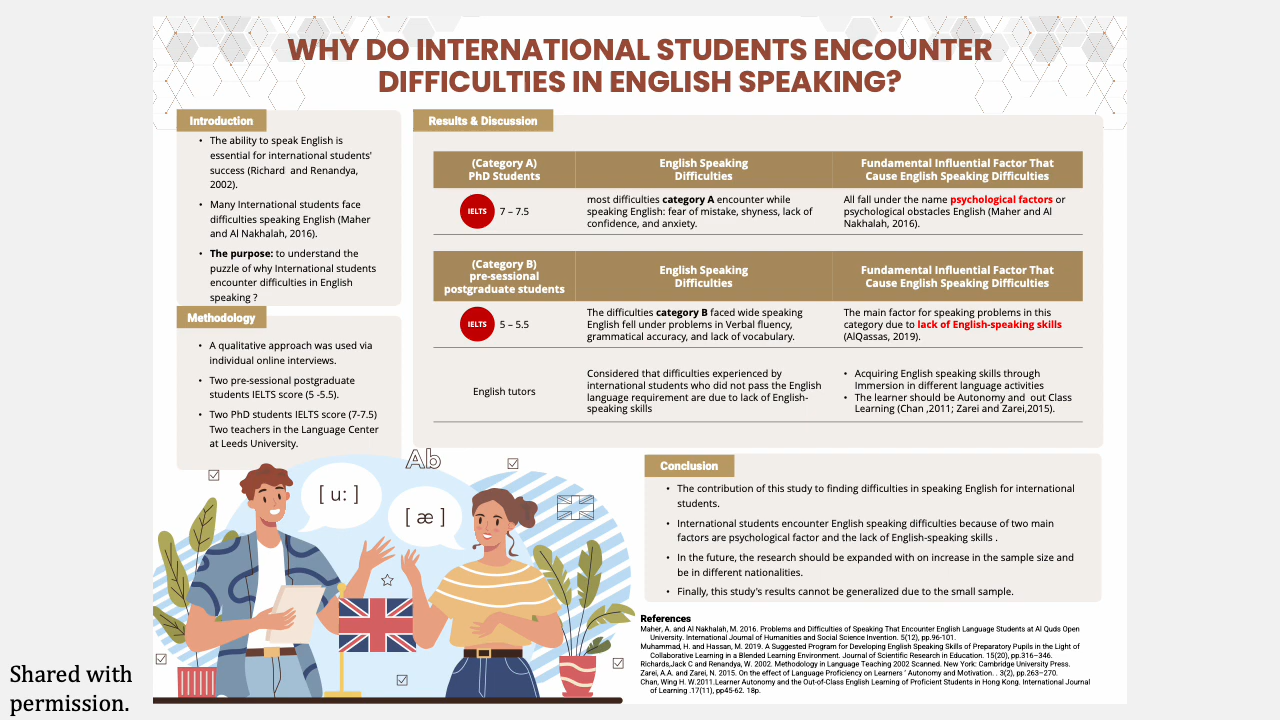 WHY DO INTERNATIONAL STUDENTS ENCOUNTER
DIFFICULTIES IN ENGLISH SPEAKING?
Introduction
• The ability to speak English is
essential for international students'
success (Richard and Renandya,
2002).
• Many International students face
difficulties speaking English (Maher
and Al Nakhalah, 2016).
• The purpose: to understand the
puzzle of why International students
encounter difficulties in English
speaking ?
Methodology
• A qualitative approach was used via
individual online interviews.
• Two pre-sessional postgraduate
students IELTS score (5 -5.5).
• Two PhD students IELTS score (7-7.5)
Two teachers in the Language Center
at Leeds University.
Results & Discussion
(Category A)
PhD Students
English Speaking
Difficulties
Fundamental Influential Factor That
Cause English Speaking Difficulties
IELTS 7 – 7.5
most difficulties category A encounter while
speaking English: fear of mistake, shyness, lack of
confidence, and anxiety.
All fall under the name psychological factors or
psychological obstacles English (Maher and Al
Nakhalah, 2016).
(Category B)
pre-sessional
postgraduate students
English Speaking
Difficulties
Fundamental Influential Factor That
Cause English Speaking Difficulties
IELTS 5 – 5.5
The difficulties category B faced wide speaking
English fell under problems in Verbal fluency,
grammatical accuracy, and lack of vocabulary.
The main factor for speaking problems in this
category due to lack of English-speaking skills
(AlQassas, 2019).
English tutors
Considered that difficulties experienced by
international students who did not pass the English
language requirement are due to lack of English-
speaking skills
• Acquiring English speaking skills through
Immersion in different language activities
• The learner should be Autonomy and out Class
Learning (Chan ,2011; Zarei and Zarei,2015).
Ab
[ u: ]
[ æ ]
Conclusion
• The contribution of this study to finding difficulties in speaking English for international
students.
• International students encounter English speaking difficulties because of two main
factors are psychological factor and the lack of English-speaking skills .
• In the future, the research should be expanded with on increase in the sample size and
be in different nationalities.
• Finally, this study's results cannot be generalized due to the small sample.
References
Maher, A. and Al Nakhalah, M. 2016. Problems and Difficulties of Speaking That Encounter English Language Students at Al Quds Open
University. International Journal of Humanities and Social Science Invention. 5(12), pp.96-101.
Muhammad, H. and Hassan, M. 2019. A Suggested Program for Developing English Speaking Skills of Preparatory Pupils in the Light of
Collaborative Learning in a Blended Learning Environment. Journal of Scientific Research in Education. 15(20), pp.316–346.
Richards,Jack C and Renandya, W. 2002. Methodology in Language Teaching 2002 Scanned. New York: Cambridge University Press.
Zarei, A.A. and Zarei, N. 2015. On the effect of Language Proficiency on Learners ' Autonomy and Motivation. . 3(2), pp.263–270.
Chan, Wing H. W.2011.Learner Autonomy and the Out-of-Class English Learning of Proficient Students in Hong Kong. International Journal
of Learning .17(11), pp45-62. 18p.
Shared with
permission.